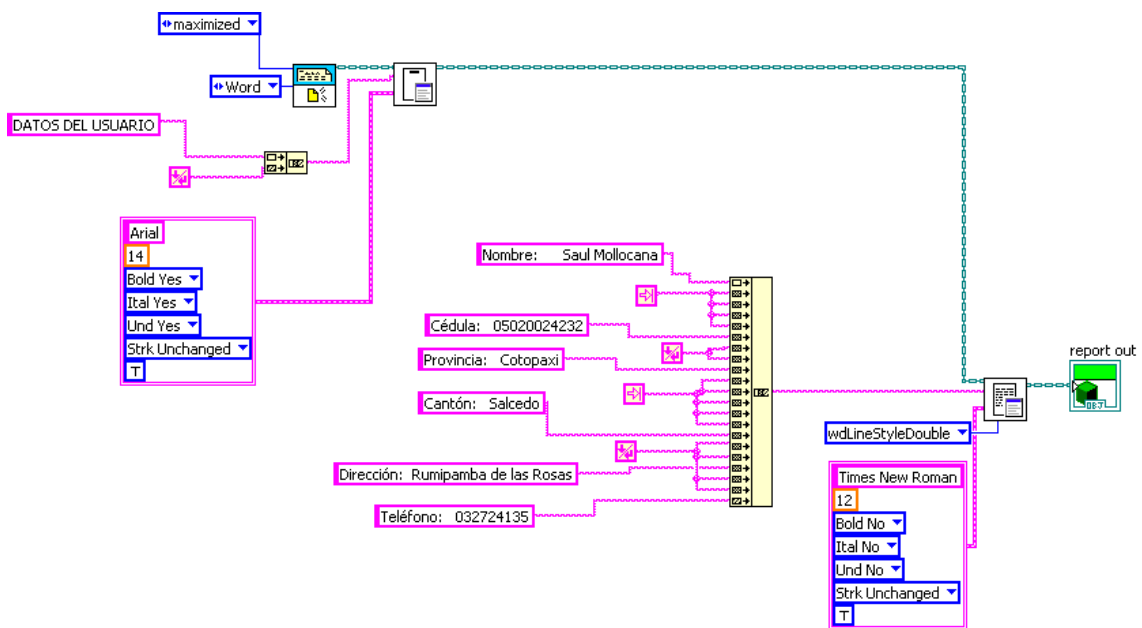 maximized
Word
DATOS DEL USUARIO
Arial
14
Bold Yes
Ital Yes
Und Yes
Strk Unchanged
T
Nombre: Saul Mollocana
Cédula: 05020024232
Provincia: Cotopaxi
Cantón: Salcedo
Dirección: Rumipamba de las Rosas
Teléfono: 032724135
report out
OBJ
wdLineStyleDouble
Times New Roman
12
Bold No
Ital No
Und No
Strk Unchanged
T